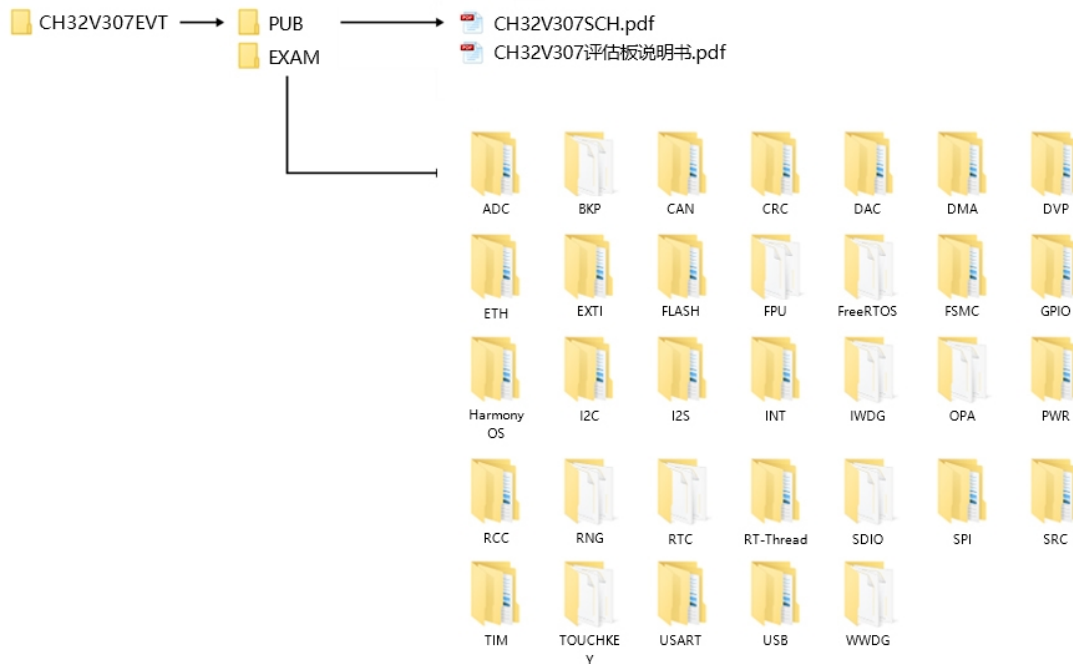 CH32V307EVT
PUB
CH32V307SCH.pdf
EXAM
CH32V307评估板说明书.pdf
ADC
BKP
CAN
CRC
DAC
DMA
DVP
ETH
EXTI
FLASH
FPU
FreeRTOS
FSMC
GPIO
Harmony
OS
I2C
I2S
INT
IWDG
OPA
PWR
RCC
RNG
RTC
RT-Thread
SDIO
SPI
SRC
TIM
TOUCHKE
Y
USART
USB
WWDG